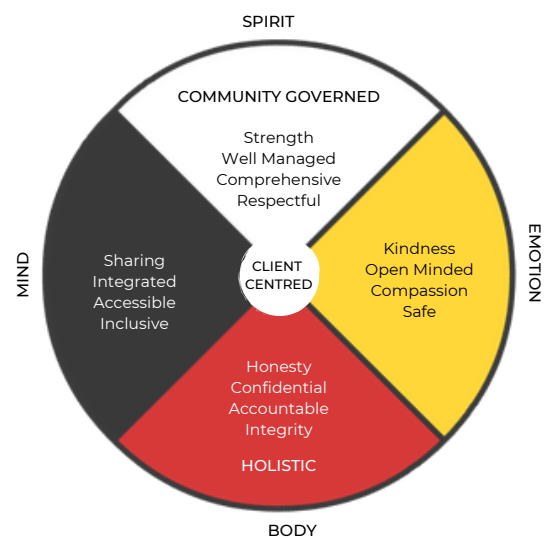 SPIRIT
COMMUNITY GOVERNED
Strength
Well Managed
Comprehensive
Respectful
MIND
Sharing
Integrated
Accessible
Inclusive
CLIENT
CENTRED
Kindness
Open Minded
Compassion
Safe
EMOTION
Honesty
Confidential
Accountable
Integrity
HOLISTIC
BODY